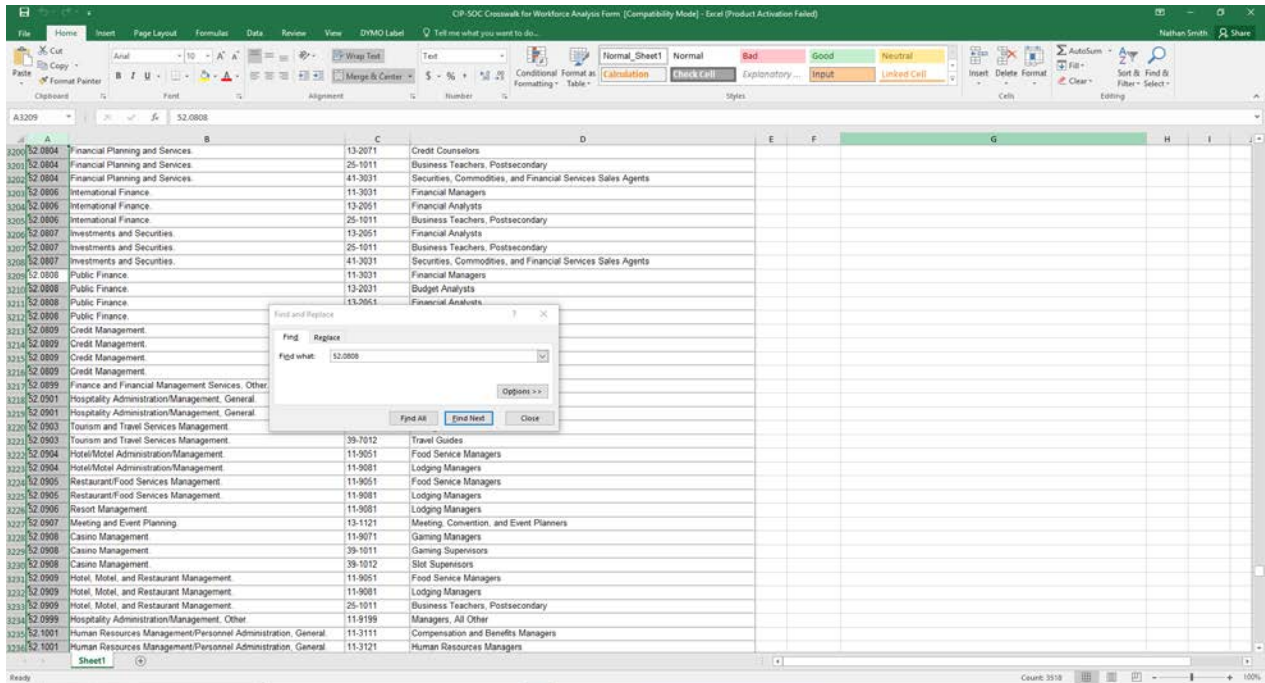 CIP-SOC Crosswalk for Workforce Analysis Form [Compatibility Mode] - Excel (Product Activation Failed)
File Home Insert Page Layout Formulas Data Review View DYMO Label Tell me what you want to do... Nathan Smith Share
Cut Arial 10 Wrap Text Text Normal_Sheet1 Normal Bad Good Neutral AutoSum
Copy Fill
Paste Format Painter B I U Merge & Center $ % Conditional Formatting Format as Table Calculation Check Cell Explanatory ... Input Linked Cell Insert Delete Format Clear Sort & Filter Find & Select
Clipboard Font Alignment Number Styles Cells Editing
A3209 fx 52.0808
A B C D E F G H I
3200 52.0804 Financial Planning and Services. 13-2071 Credit Counselors
3201 52.0804 Financial Planning and Services. 25-1011 Business Teachers, Postsecondary
3202 52.0804 Financial Planning and Services. 41-3031 Securities, Commodities, and Financial Services Sales Agents
3203 52.0806 International Finance. 11-3031 Financial Managers
3204 52.0806 International Finance. 13-2051 Financial Analysts
3205 52.0806 International Finance. 25-1011 Business Teachers, Postsecondary
3206 52.0807 Investments and Securities. 13-2051 Financial Analysts
3207 52.0807 Investments and Securities. 25-1011 Business Teachers, Postsecondary
3208 52.0807 Investments and Securities. 41-3031 Securities, Commodities, and Financial Services Sales Agents
3209 52.0808 Public Finance. 11-3031 Financial Managers
3210 52.0808 Public Finance. 13-2031 Budget Analysts
3211 52.0808 Public Finance. 13-2051 Financial Analysts
3212 52.0808 Public Finance.
3213 52.0809 Credit Management.
3214 52.0809 Credit Management.
3215 52.0809 Credit Management.
3216 52.0809 Credit Management.
3217 52.0899 Finance and Financial Management Services, Other.
3218 52.0901 Hospitality Administration/Management, General.
3219 52.0901 Hospitality Administration/Management, General.
3220 52.0903 Tourism and Travel Services Management.
Find and Replace ?
Find Replace
Find what: 52.0808
Options >>
Find All Find Next Close
3221 52.0903 Tourism and Travel Services Management. 39-7012 Travel Guides
3222 52.0904 Hotel/Motel Administration/Management. 11-9051 Food Service Managers
3223 52.0904 Hotel/Motel Administration/Management. 11-9081 Lodging Managers
3224 52.0905 Restaurant/Food Services Management. 11-9051 Food Service Managers
3225 52.0905 Restaurant/Food Services Management. 11-9081 Lodging Managers
3226 52.0906 Resort Management. 11-9081 Lodging Managers
3227 52.0907 Meeting and Event Planning. 13-1121 Meeting, Convention, and Event Planners
3228 52.0908 Casino Management. 11-9071 Gaming Managers
3229 52.0908 Casino Management. 39-1011 Gaming Supervisors
3230 52.0908 Casino Management. 39-1012 Slot Supervisors
3231 52.0909 Hotel, Motel, and Restaurant Management. 11-9051 Food Service Managers
3232 52.0909 Hotel, Motel, and Restaurant Management. 11-9081 Lodging Managers
3233 52.0909 Hotel, Motel, and Restaurant Management. 25-1011 Business Teachers, Postsecondary
3234 52.0999 Hospitality Administration/Management, Other. 11-9199 Managers, All Other
3235 52.1001 Human Resources Management/Personnel Administration, General. 11-3111 Compensation and Benefits Managers
3236 52.1001 Human Resources Management/Personnel Administration, General. 11-3121 Human Resources Managers
Sheet1
Ready Count: 3518 100%